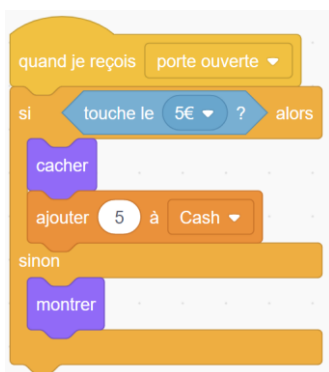 quand je reçois porte ouverte
si touche le 5€ ? alors
cacher
ajouter 5 à Cash
sinon
montrer